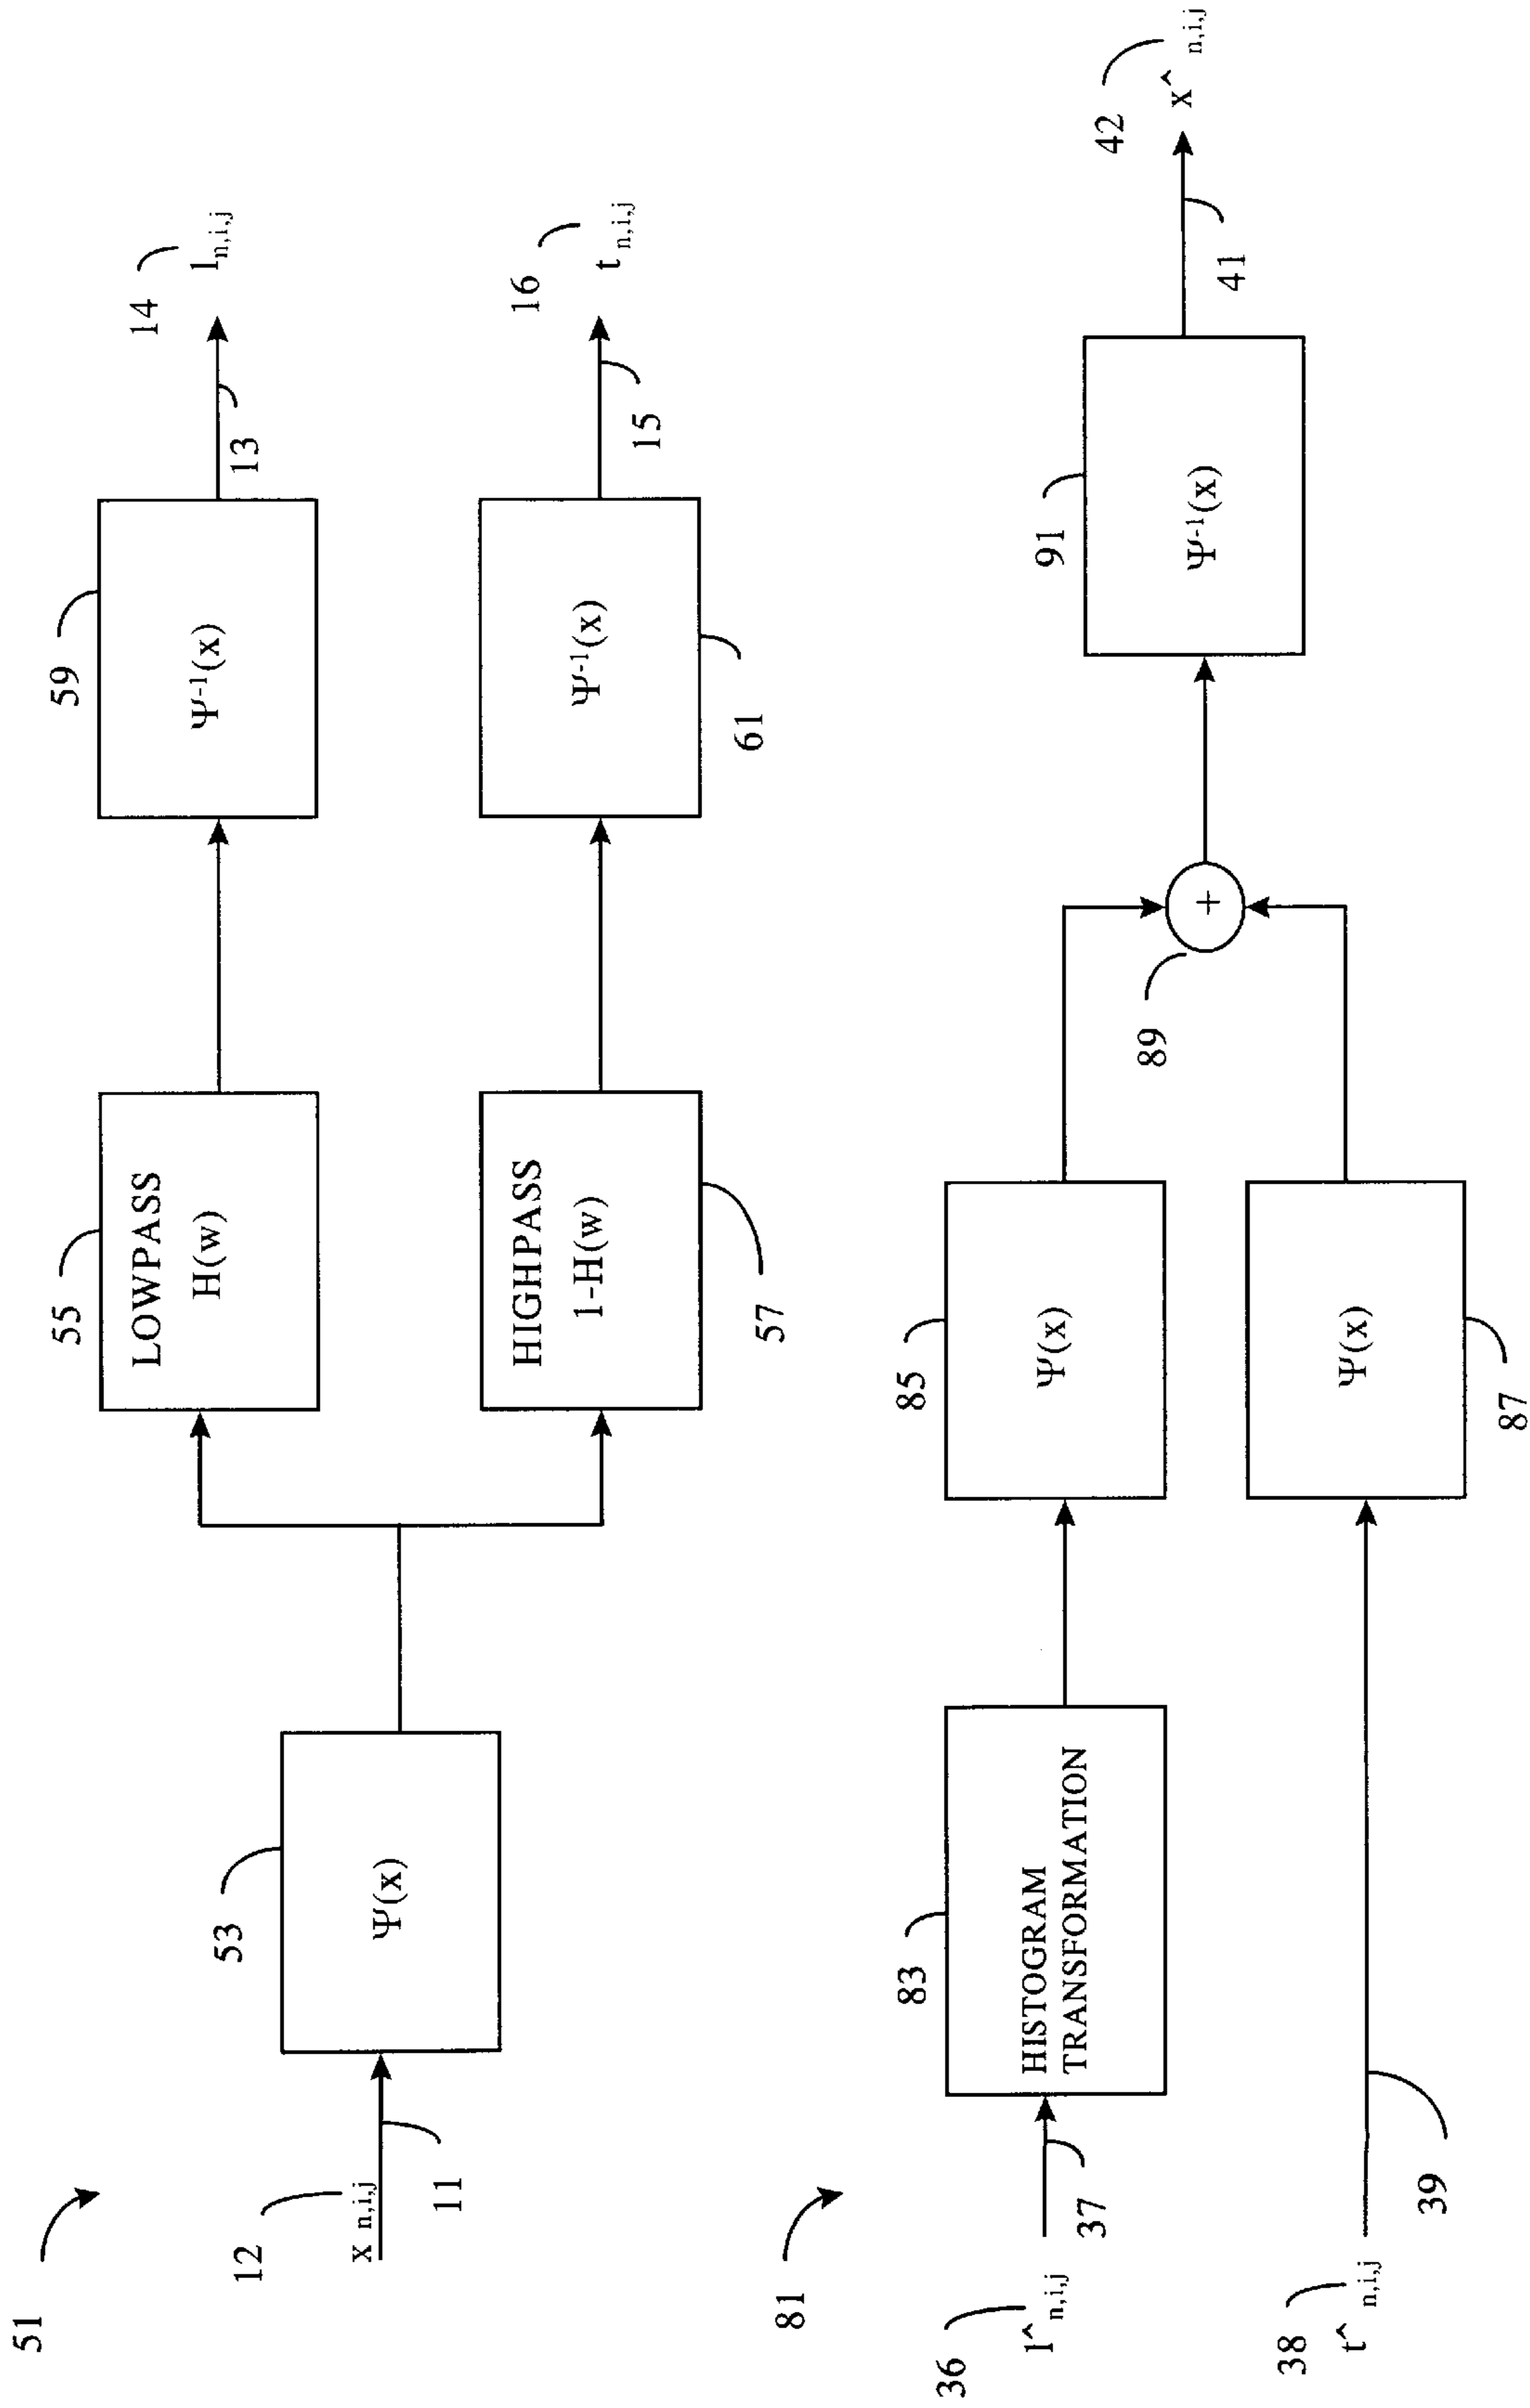 51
12
x n,i,j
11
53
Ψ(x)
55
LOWPASS
H(w)
HIGHPASS
1-H(w)
57
59
Ψ-1(x)
Ψ-1(x)
61
13
14
l n,i,j
15
16
t n,i,j
81
36
l^ n,i,j
37
38
t^ n,i,j
39
83
HISTOGRAM
TRANSFORMATION
85
Ψ(x)
Ψ(x)
87
89
+
91
Ψ-1(x)
41
42
x^ n,i,j